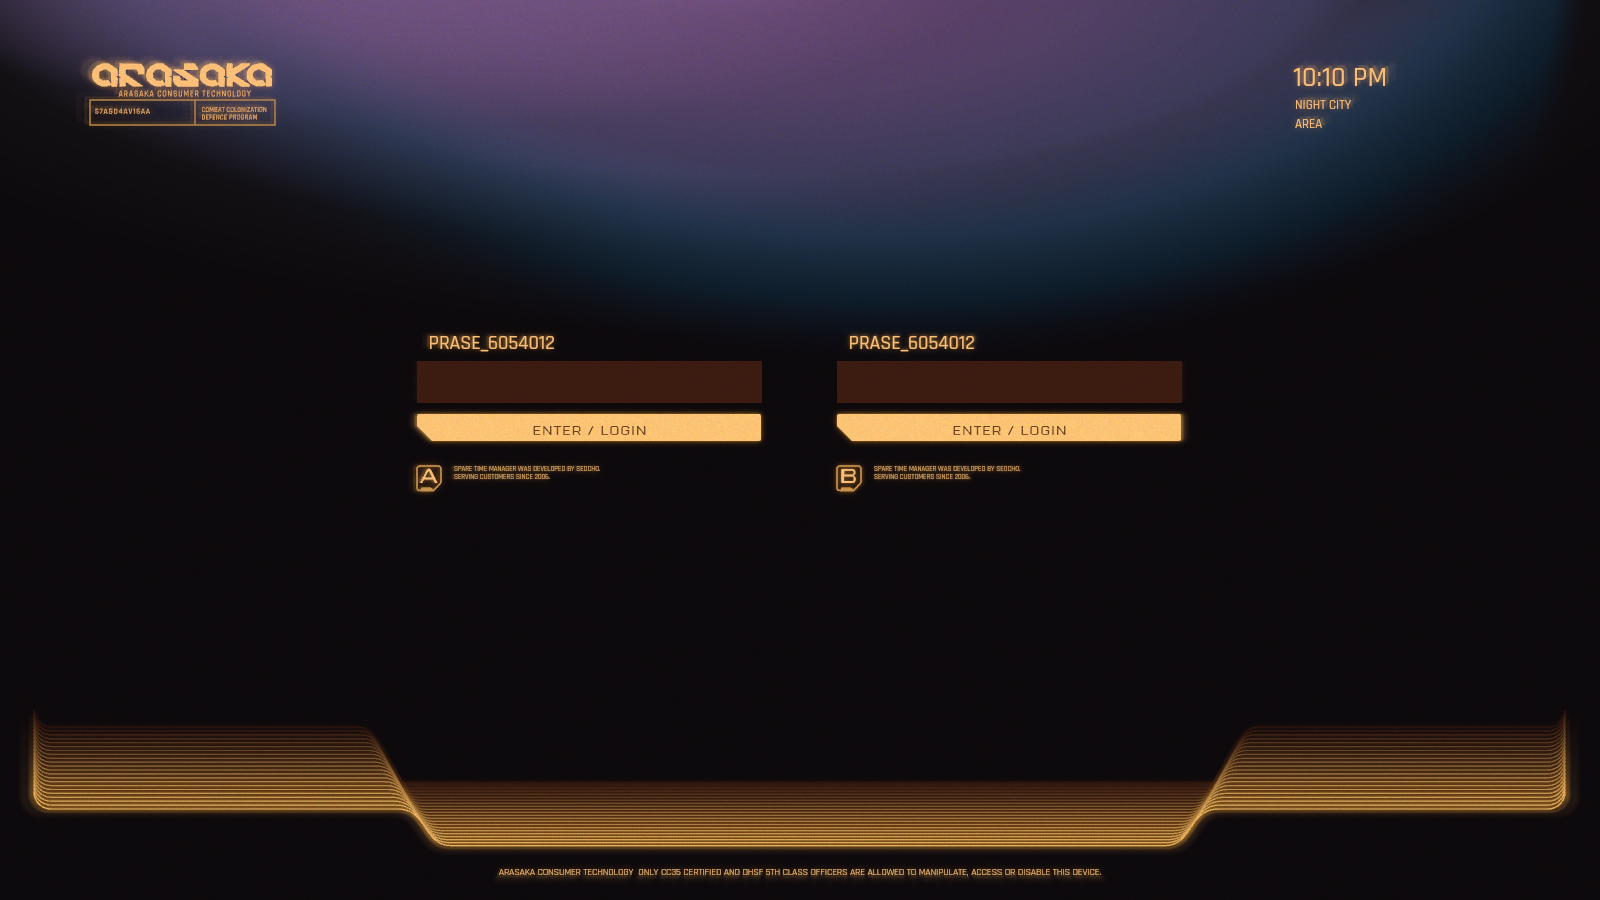 arasaka
ARASAKA CONSUMER TECHNOLOGY
57A5D4AV15AA
COMBAT COLONIZATION
DEFENCE PROGRAM
10:10 PM
NIGHT CITY
AREA
PRASE_6054012
ENTER / LOGIN
A
SPARE TIME MANAGER WAS DEVELOPED BY SEOCHO.
SERVING CUSTOMERS SINCE 2006.
PRASE_6054012
ENTER / LOGIN
B
SPARE TIME MANAGER WAS DEVELOPED BY SEOCHO.
SERVING CUSTOMERS SINCE 2006.
ARASAKA CONSUMER TECHNOLOGY ONLY CC35 CERTIFIED AND DHSF 5TH CLASS OFFICERS ARE ALLOWED TO MANIPULATE, ACCESS OR DISABLE THIS DEVICE.